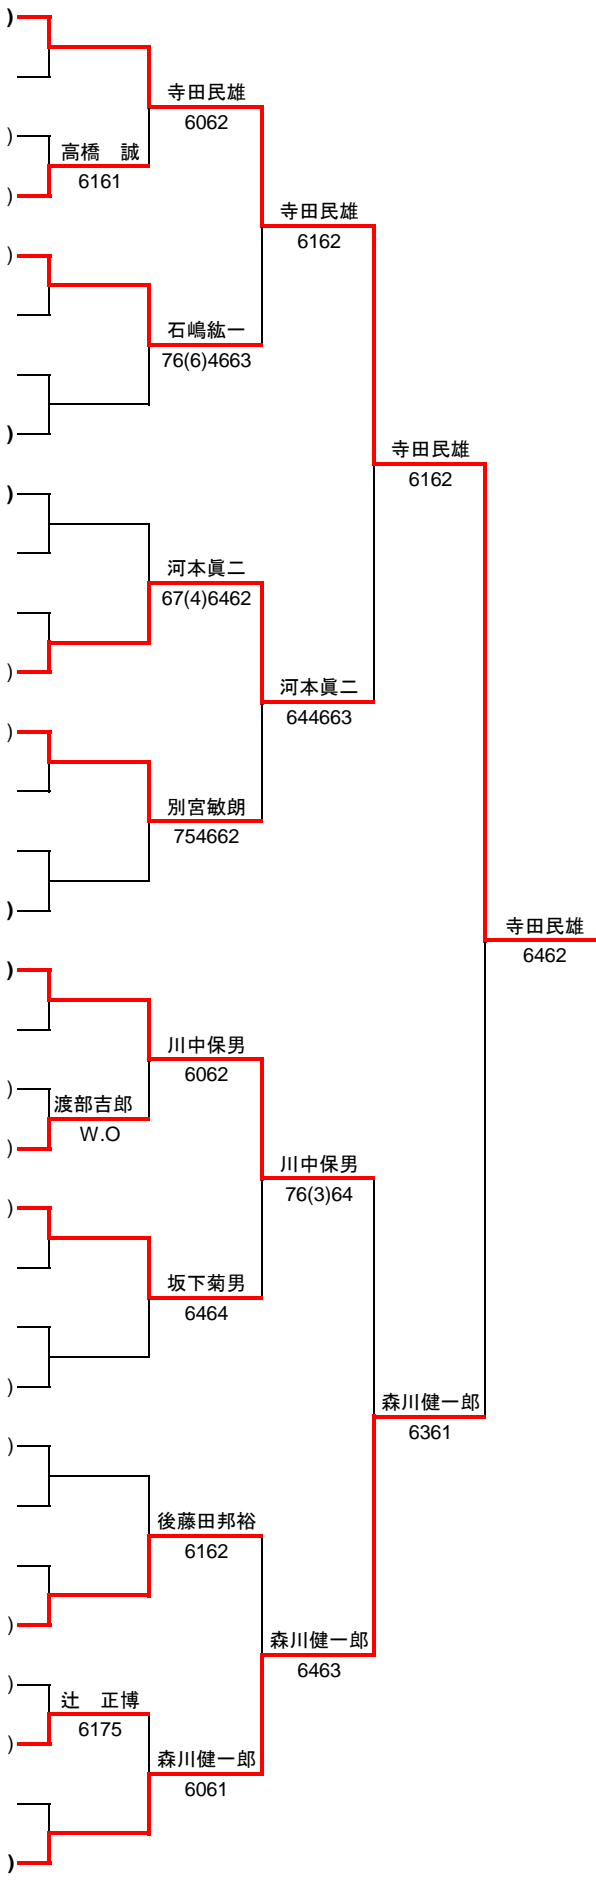 )
寺田民雄
6062
)
高橋　誠
6161
)
寺田民雄
6162
)
石嶋紘一
76(6)4663
)
寺田民雄
6162
)
河本眞二
67(4)6462
)
河本眞二
644663
)
別宮敏朗
754662
)
寺田民雄
6462
)
川中保男
6062
)
渡部吉郎
W.O
)
川中保男
76(3)64
)
坂下菊男
6464
)
森川健一郎
6361
)
後藤田邦裕
6162
)
森川健一郎
6463
)
辻　正博
6175
)
森川健一郎
6061
)